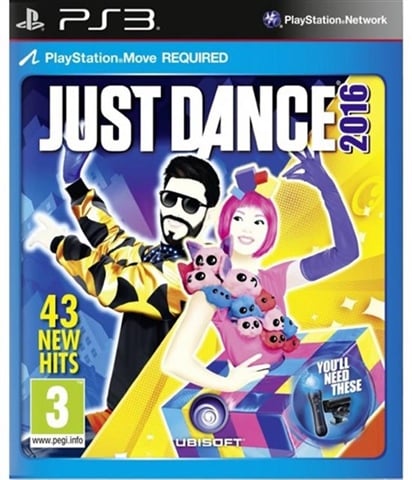 PS3
PlayStation®Network
PlayStation®Move REQUIRED
JUST DANCE
2016
43
NEW
HITS
YOU'LL
NEED
THESE
3
www.pegi.info
UBISOFT